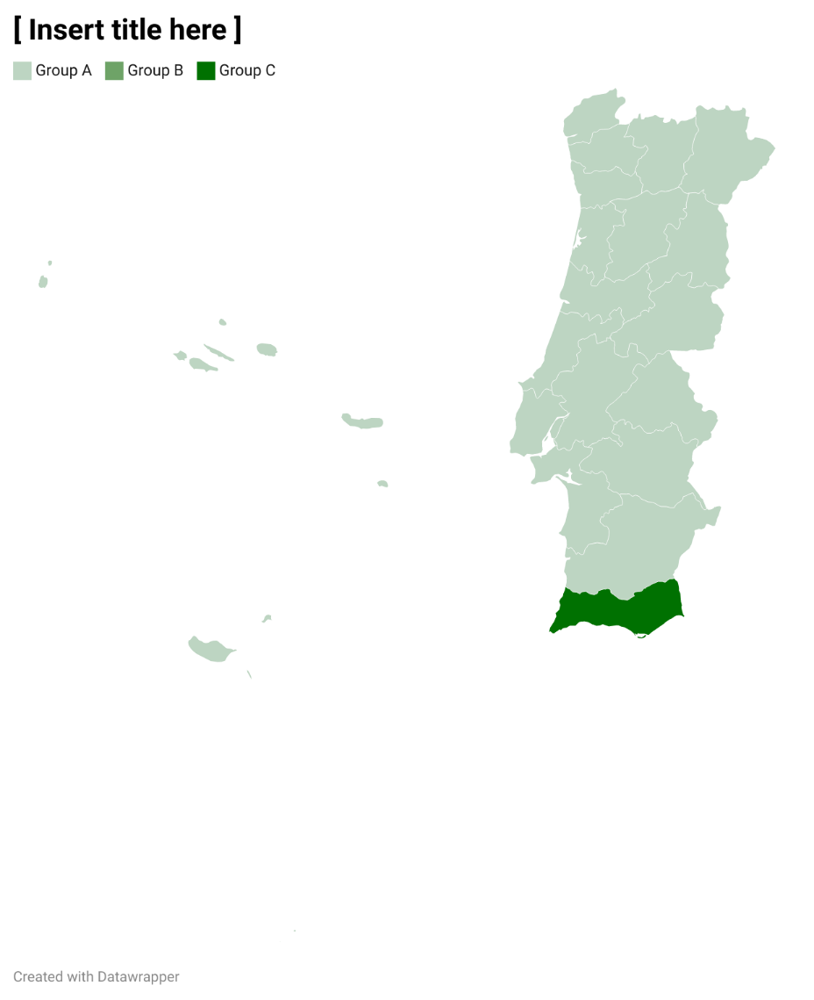 [ Insert title here ]
Group A Group B Group C
Created with Datawrapper